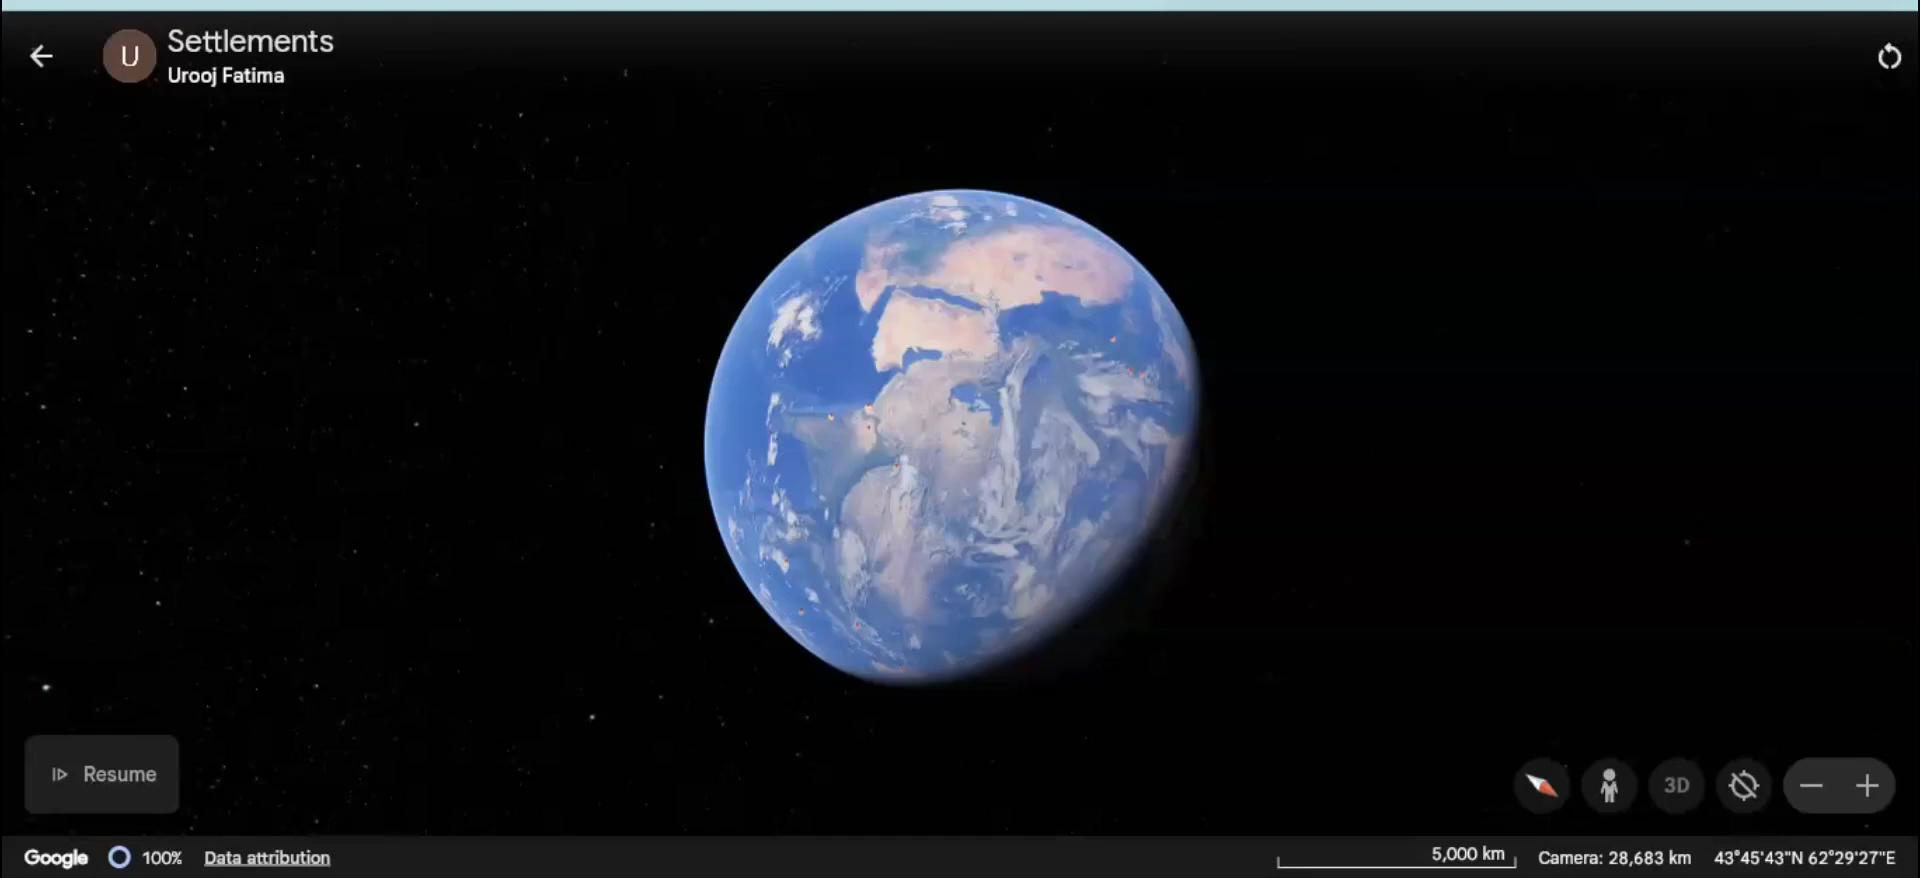 U
Settlements
Urooj Fatima
Resume
3D
Google 100% Data attribution
5,000 km Camera: 28,683 km 43°45'43"N 62°29'27"E